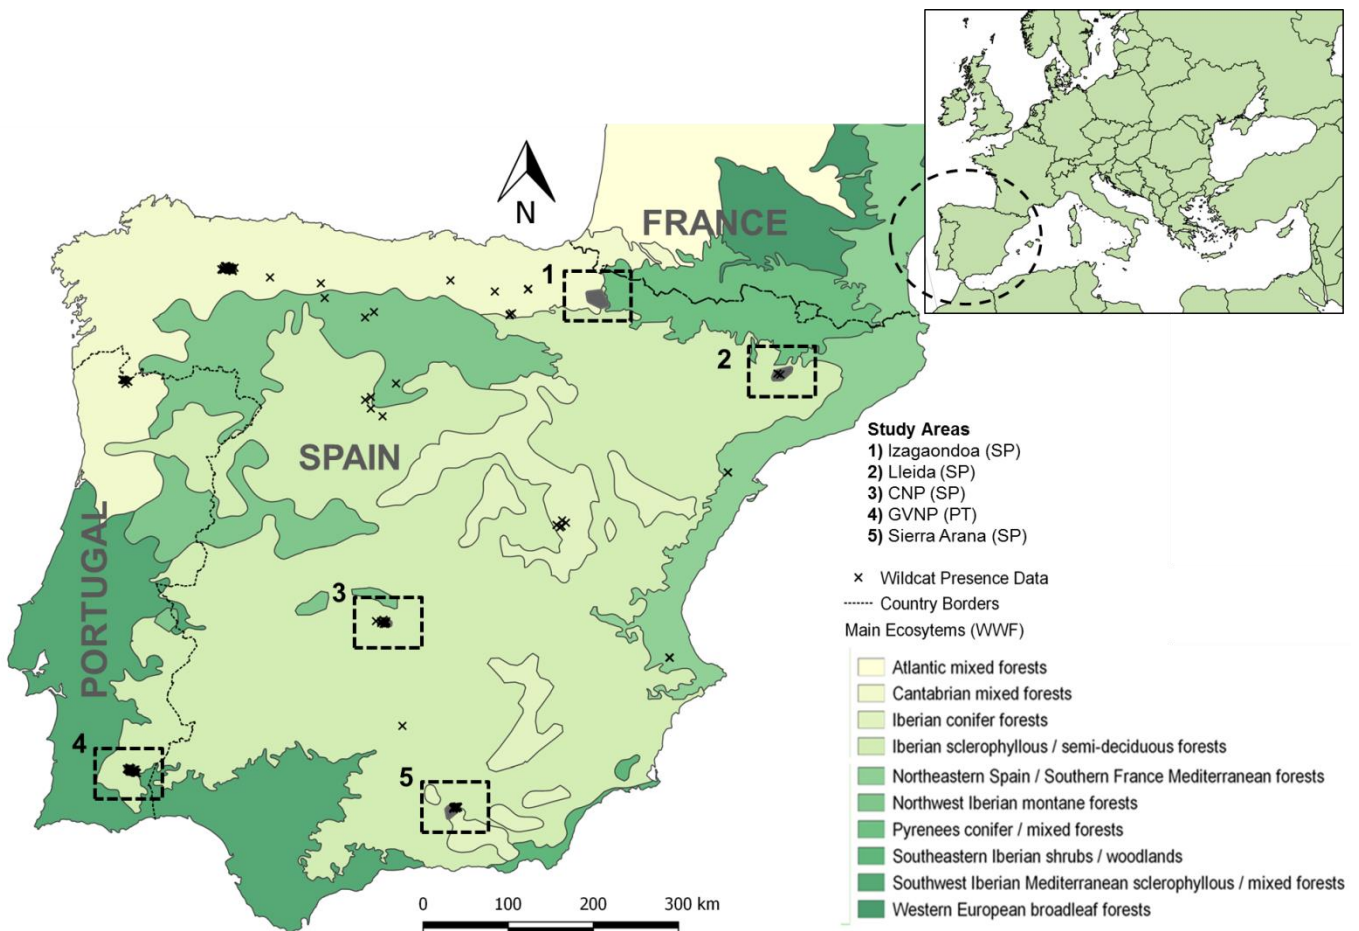 N
FRANCE
1
2
SPAIN
PORTUGAL
Study Areas
1) Izagaondoa (SP)
2) Lleida (SP)
3) CNP (SP)
4) GVNP (PT)
5) Sierra Arana (SP)
3
× Wildcat Presence Data
Country Borders
Main Ecosytems (WWF)
Atlantic mixed forests
Cantabrian mixed forests
Iberian conifer forests
Iberian sclerophyllous / semi-deciduous forests
4
5
Northeastern Spain / Southern France Mediterranean forests
Northwest Iberian montane forests
Pyrenees conifer / mixed forests
Southeastern Iberian shrubs / woodlands
Southwest Iberian Mediterranean sclerophyllous / mixed forests
Western European broadleaf forests
0 100 200 300 km